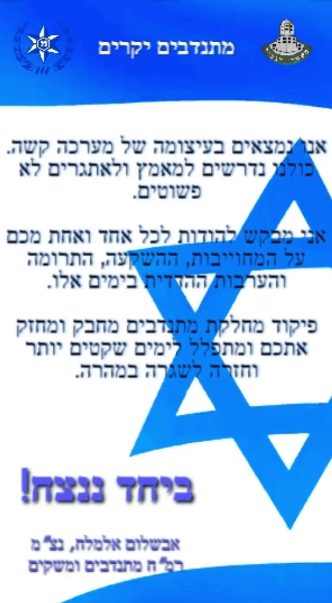 מתנדבים יקרים
אנו נמצאים בעיצומה של מערכה קשה.
כולנו נדרשים למאמץ ולאתגרים לא
פשוטים.
אני מבקש להודות לכל אחד ואחת מכם
על המחוייבות, ההשקעה, התרומה
והערבות ההדדית בימים אלו.
פיקוד מחלקת מתנדבים מחבק ומחזק
אתכם ומתפלל לימים שקטים יותר
וחזרה לשגרה במהרה.
ביחד ננצח!
אבשלום אלמלח, נצ"מ
רמ"ח מתנדבים ומשקים